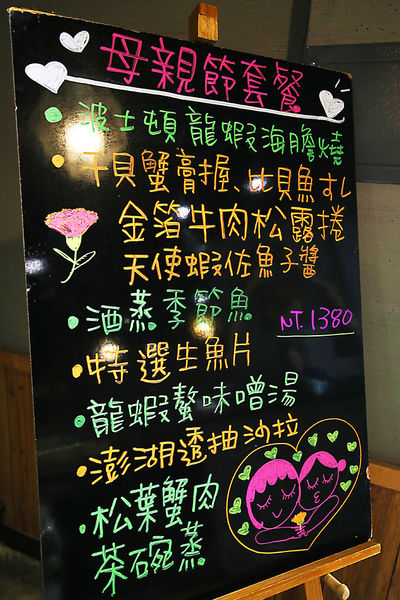 母親節套餐
• 波士頓龍蝦海膽燒
• 干貝蟹膏握、比目魚すし
金箔牛肉松露捲
天使蝦佐魚子醬
• 酒蒸季節魚
NT.1380
• 特選生魚片
• 龍蝦螯味噌湯
• 澎湖透抽沙拉
• 松葉蟹肉
茶碗蒸